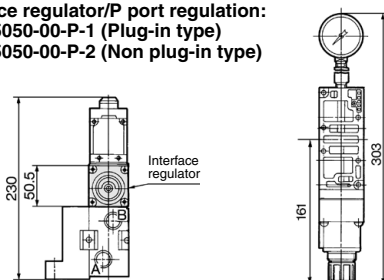 ce regulator/P port regulation:
5050-00-P-1 (Plug-in type)
5050-00-P-2 (Non plug-in type)
Interface
regulator
230
50.5
B
A
161
303